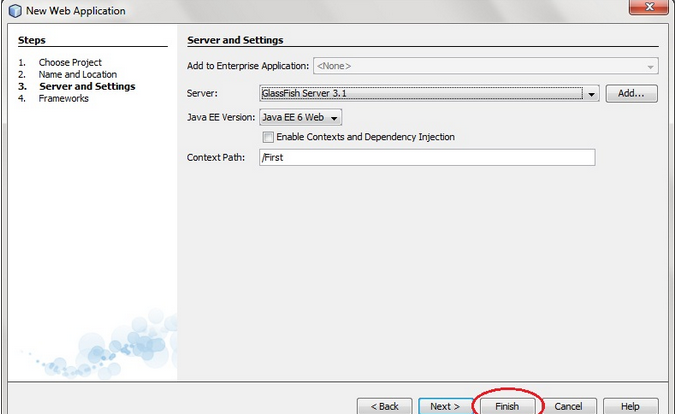 New Web Application
Steps
1. Choose Project
2. Name and Location
3. Server and Settings
4. Frameworks
Server and Settings
Add to Enterprise Application: <None>
Server: GlassFish Server 3.1 Add...
Java EE Version: Java EE 6 Web
Enable Contexts and Dependency Injection
Context Path: /First
< Back Next > Finish Cancel Help